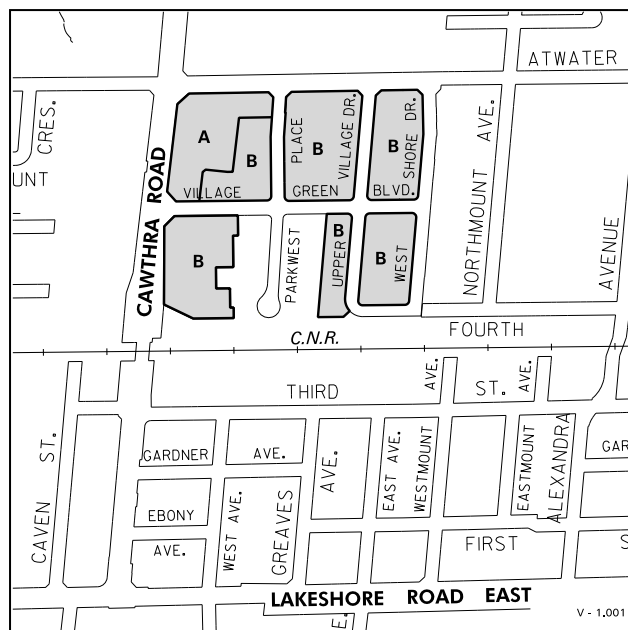 ATWATER
CRES.
UNT
CAWTHRA ROAD
A
B
B
B
PLACE
VILLAGE DR.
SHORE DR.
NORTHMOUNT AVE.
VILLAGE GREEN BLVD.
B
PARKWEST
B
UPPER
B
WEST
AVENUE
C.N.R.
FOURTH
THIRD ST.
AVE.
AVE.
CAVEN ST.
GARDNER AVE.
AVE.
EAST AVE.
WESTMOUNT
EASTMOUNT
ALEXANDRA
GAR
EBONY
AVE.
WEST AVE.
GREAVES
FIRST S
LAKESHORE ROAD EAST
E.
V - 1.001